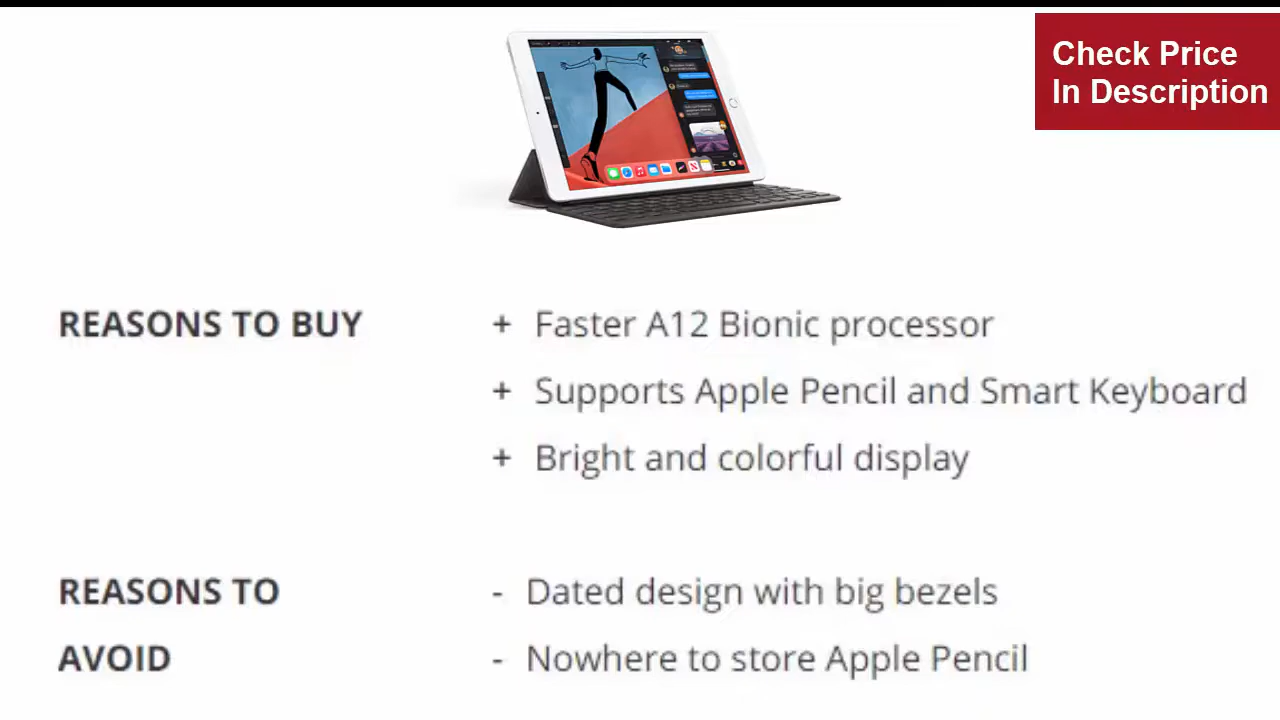 Check Price
In Description
REASONS TO BUY
+ Faster A12 Bionic processor
+ Supports Apple Pencil and Smart Keyboard
+ Bright and colorful display
REASONS TO
AVOID
- Dated design with big bezels
- Nowhere to store Apple Pencil